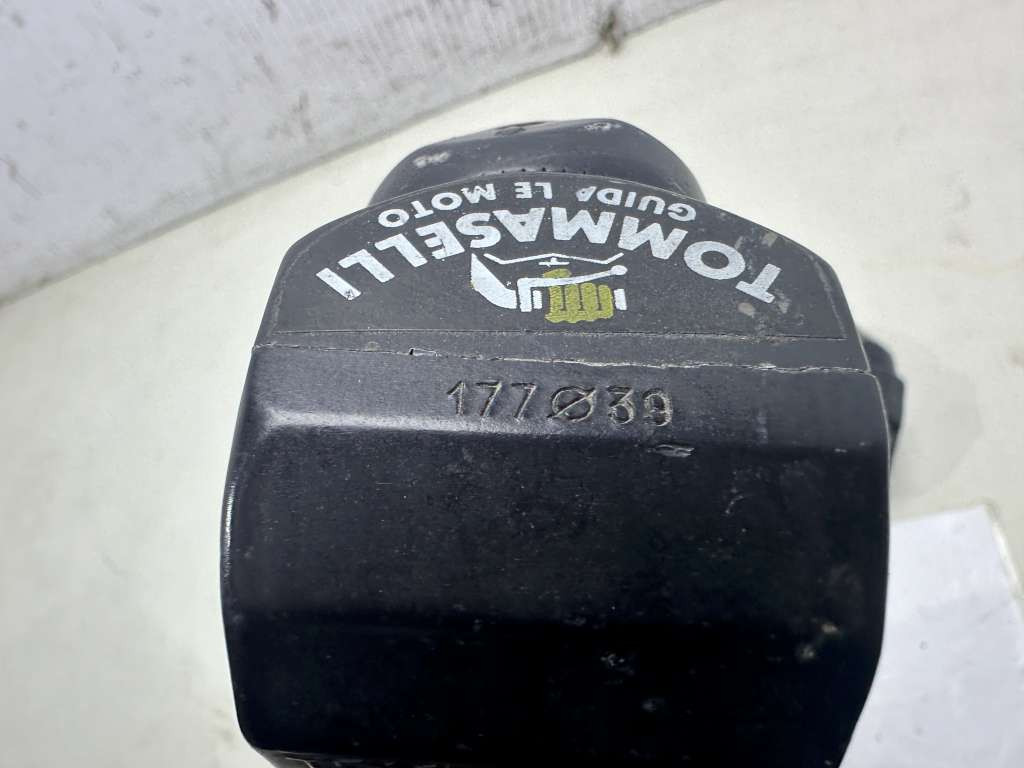 TOMMASELLI
GUIDA LE MOTO
177Ø39